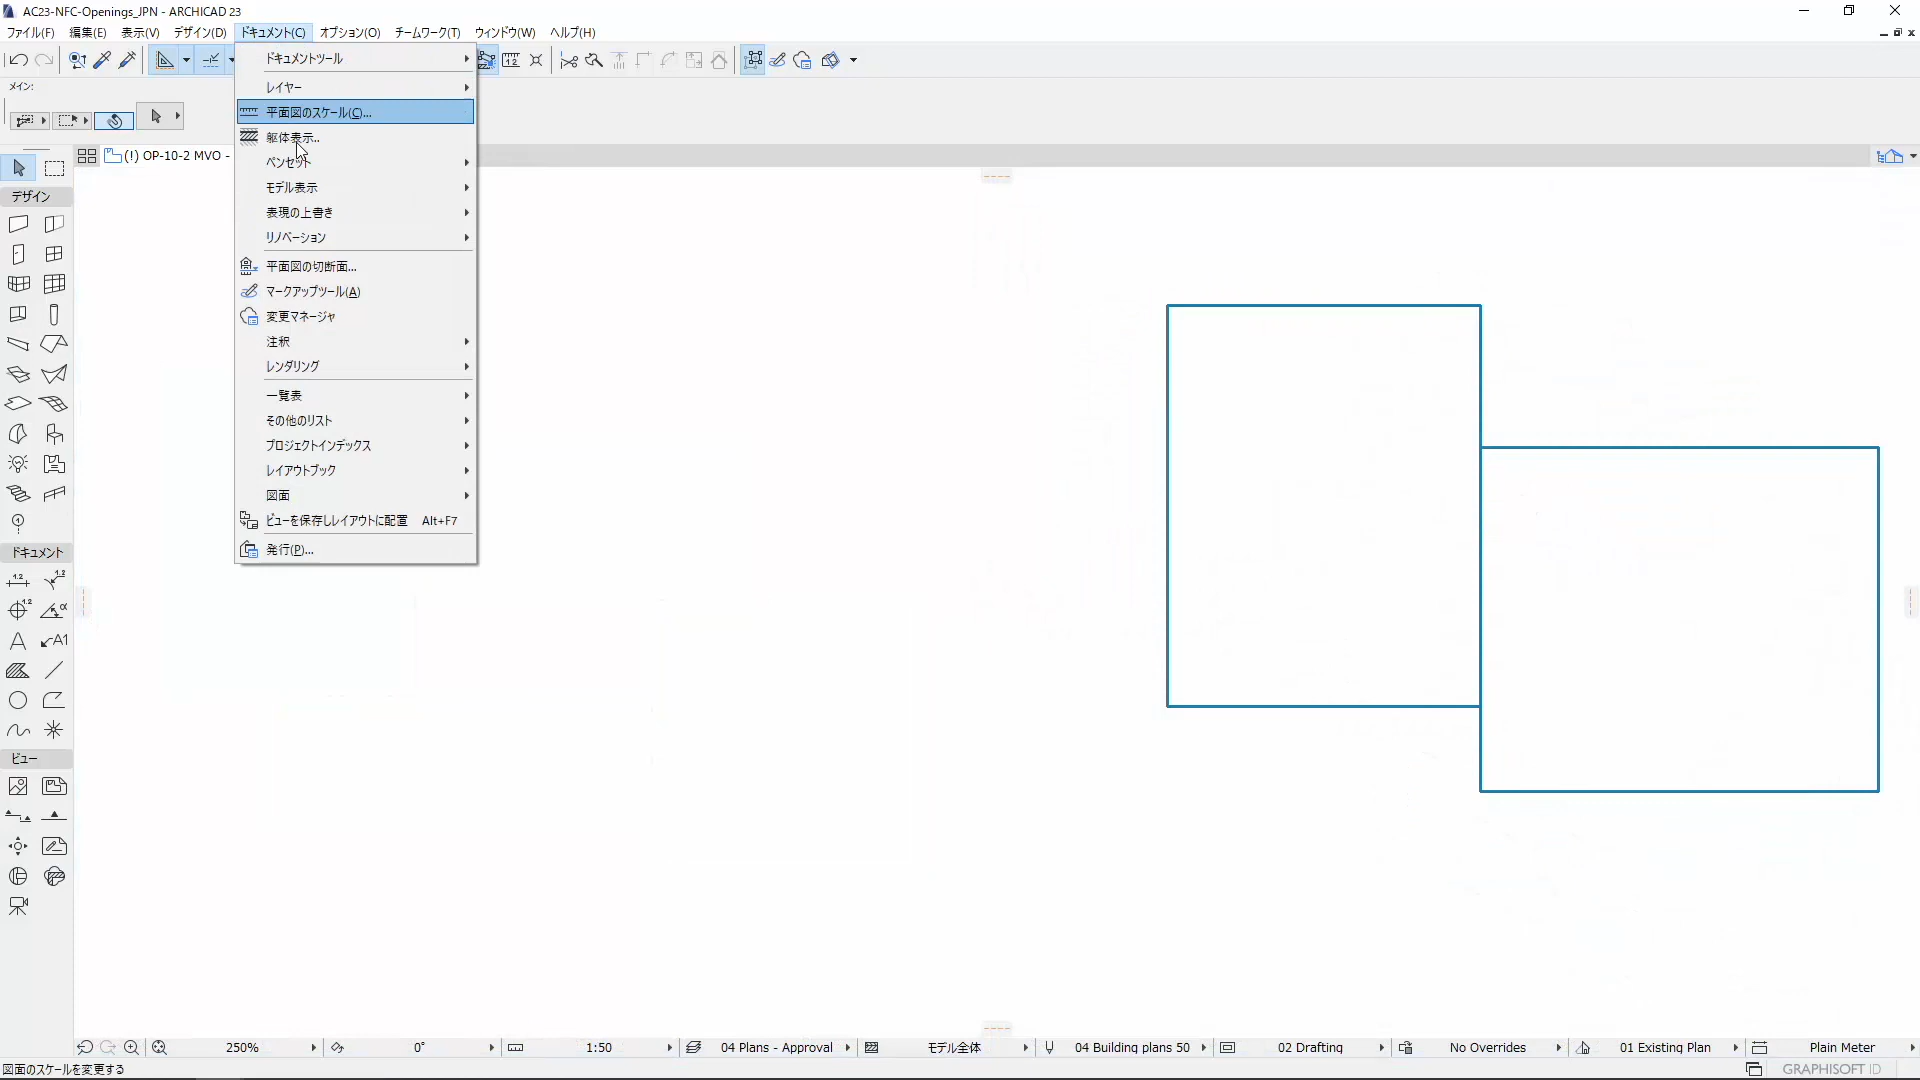 AC23-NFC-Openings_JPN - ARCHICAD 23
ファイル(F) 編集(E) 表示(V) デザイン(D) ドキュメント(C) オプション(O) チームワーク(T) ウィンドウ(W) ヘルプ(H)
メイン:
(!) OP-10-2 MVO -
ドキュメントツール
レイヤー
平面図のスケール(C)...
躯体表示...
ペンセット
モデル表示
表現の上書き
リノベーション
平面図の切断面...
マークアップツール(A)
変更マネージャ
注釈
レンダリング
一覧表
その他のリスト
プロジェクトインデックス
レイアウトブック
図面
ビューを保存しレイアウトに配置 Alt+F7
発行(P)...
デザイン
ドキュメント
ビュー
250% 0° 1:50 04 Plans - Approval モデル全体 04 Building plans 50 02 Drafting No Overrides 01 Existing Plan Plain Meter
図面のスケールを変更する
GRAPHISOFT ID